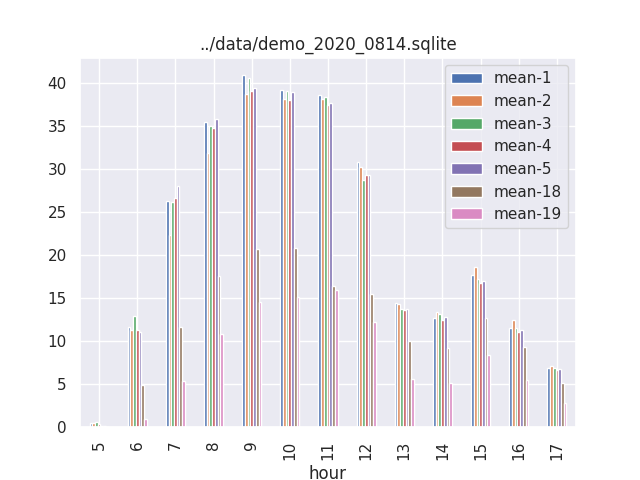 ../data/demo_2020_0814.sqlite
mean-1
mean-2
mean-3
mean-4
mean-5
mean-18
mean-19
40
35
30
25
20
15
10
5
0
5 6 7 8 9 10 11 12 13 14 15 16 17
hour